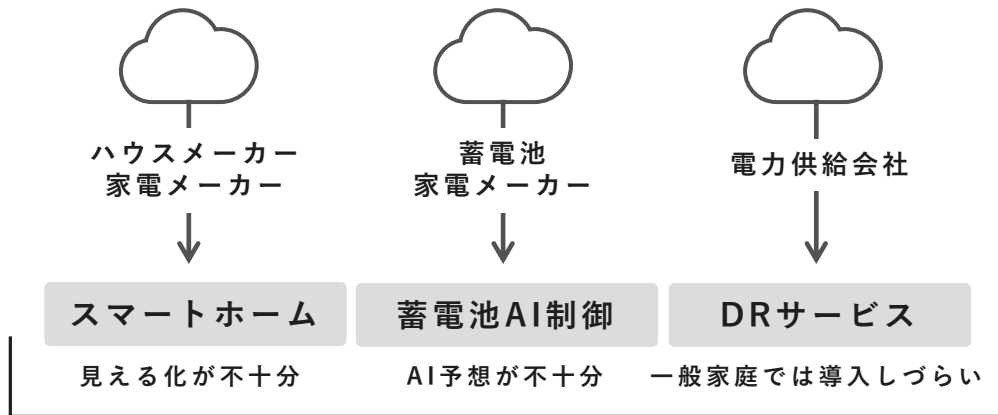 ハウスメーカー
家電メーカー
蓄電池
家電メーカー
電力供給会社
スマートホーム
蓄電池AI制御
DRサービス
見える化が不十分
AI予想が不十分
一般家庭では導入しづらい